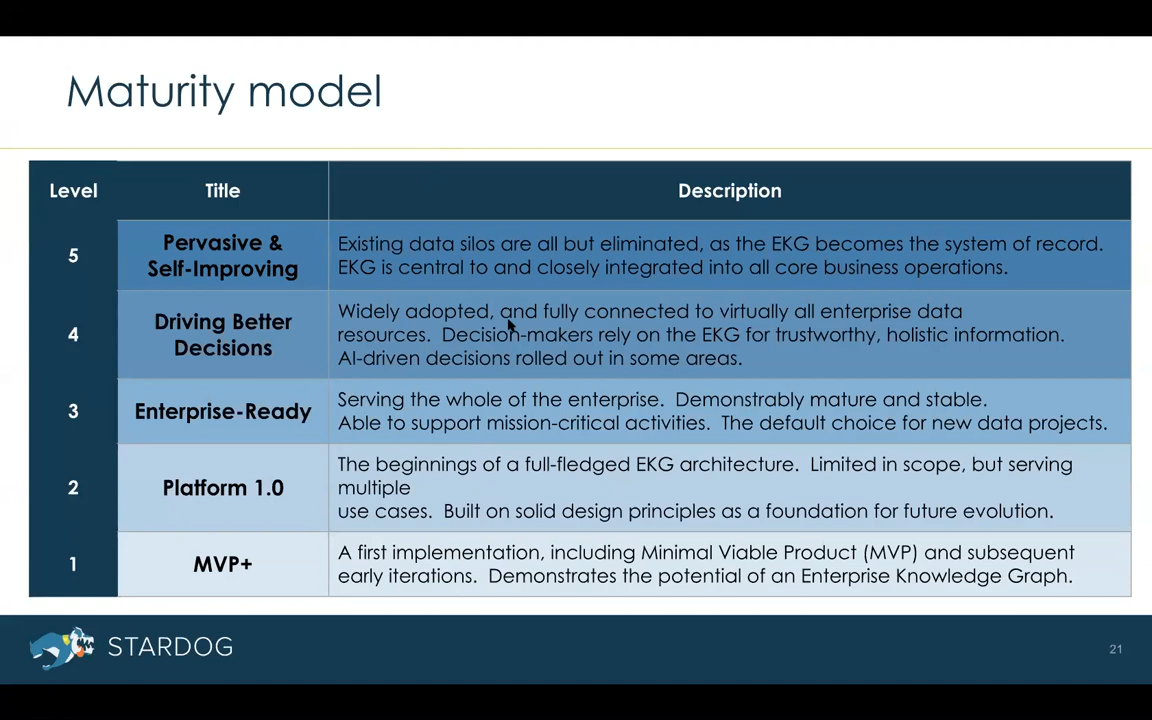 Maturity model
Level Title Description
5
Pervasive &
Self-Improving
Existing data silos are all but eliminated, as the EKG becomes the system of record.
EKG is central to and closely integrated into all core business operations.
4
Driving Better
Decisions
Widely adopted, and fully connected to virtually all enterprise data
resources.  Decision-makers rely on the EKG for trustworthy, holistic information.
AI-driven decisions rolled out in some areas.
3
Enterprise-Ready
Serving the whole of the enterprise.  Demonstrably mature and stable.
Able to support mission-critical activities.  The default choice for new data projects.
2
Platform 1.0
The beginnings of a full-fledged EKG architecture.  Limited in scope, but serving
multiple
use cases.  Built on solid design principles as a foundation for future evolution.
1
MVP+
A first implementation, including Minimal Viable Product (MVP) and subsequent
early iterations.  Demonstrates the potential of an Enterprise Knowledge Graph.
STARDOG
21